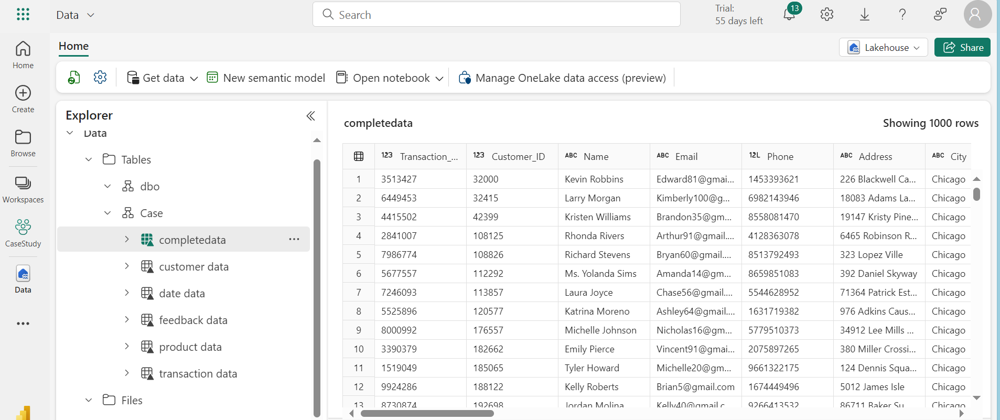 Data
Search
Trial:
55 days left
13
Home
Lakehouse
Share
Home
Create
Browse
Workspaces
CaseStudy
Data
Get data
New semantic model
Open notebook
Manage OneLake data access (preview)
Explorer
Data
Tables
dbo
Case
completedata
customer data
date data
feedback data
product data
transaction data
Files
completedata
Showing 1000 rows
123 Transaction_... 123 Customer_ID ABC Name ABC Email 12L Phone ABC Address ABC City
1 3513427 32000 Kevin Robbins Edward81@gmai... 1453393621 226 Blackwell Ca... Chicago
2 6449453 32415 Larry Morgan Kimberly100@g... 6982143946 18083 Adams La... Chicago
3 4415502 42399 Kristen Williams Brandon35@gm... 8558081470 19147 Kristy Pine... Chicago
4 2841007 108125 Rhonda Rivers Arthur91@gmail.... 4128363078 6465 Robinson R... Chicago
5 7986774 108826 Richard Stevens Bryan60@gmail.... 8513792493 323 Lopez Ville Chicago
6 5677557 112292 Ms. Yolanda Sims Amanda14@gm... 8659851083 392 Daniel Skyway Chicago
7 7246093 113857 Laura Joyce Chase56@gmail.... 5544628952 71364 Patrick Est... Chicago
8 5525896 120577 Katrina Moreno Ashley64@gmail.... 1631719382 976 Adkins Caus... Chicago
9 8000992 176557 Michelle Johnson Nicholas16@gm... 5779510373 34912 Lee Mills ... Chicago
10 3390379 182662 Emily Pierce Vincent91@gmai... 2075897265 380 Miller Crossi... Chicago
11 1519049 185065 Tyler Howard Michelle20@gm... 9661322175 124 Dennis Squa... Chicago
12 9924286 188122 Kelly Roberts Brian5@gmail.com 1674449496 5012 James Isle Chicago
13 8730874 192698 Jordan Molina Kelly40@gmail.c... 9266413532 86711 Baker Su... Chicago